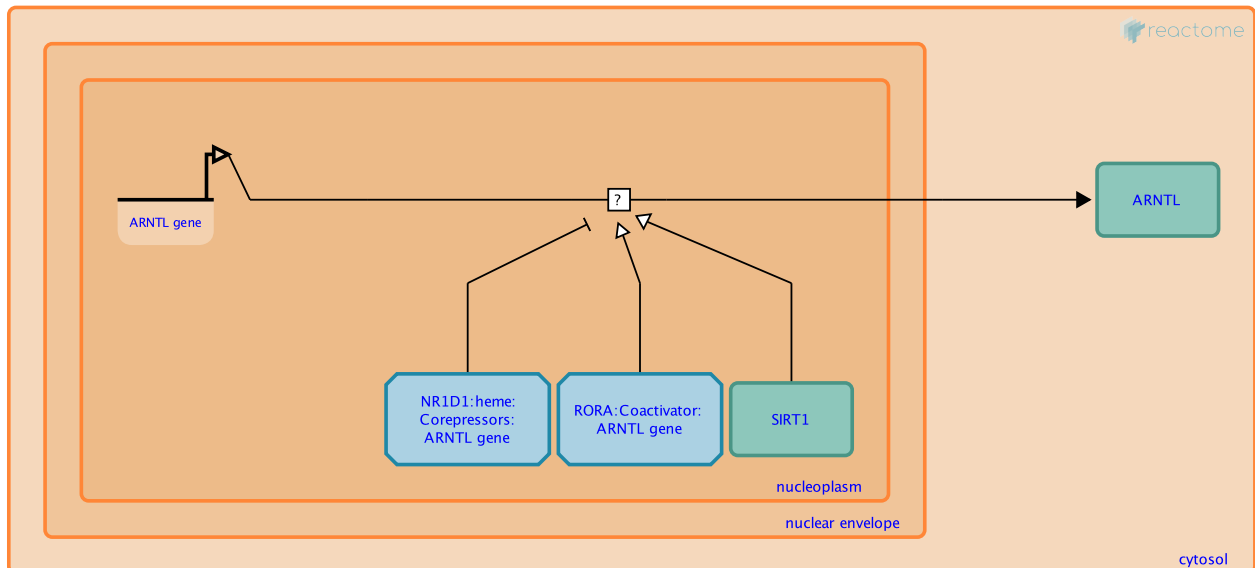 reactome
ARNTL gene
?
ARNTL
NR1D1:heme:
Corepressors:
ARNTL gene
RORA:Coactivator:
ARNTL gene
SIRT1
nucleoplasm
nuclear envelope
cytosol